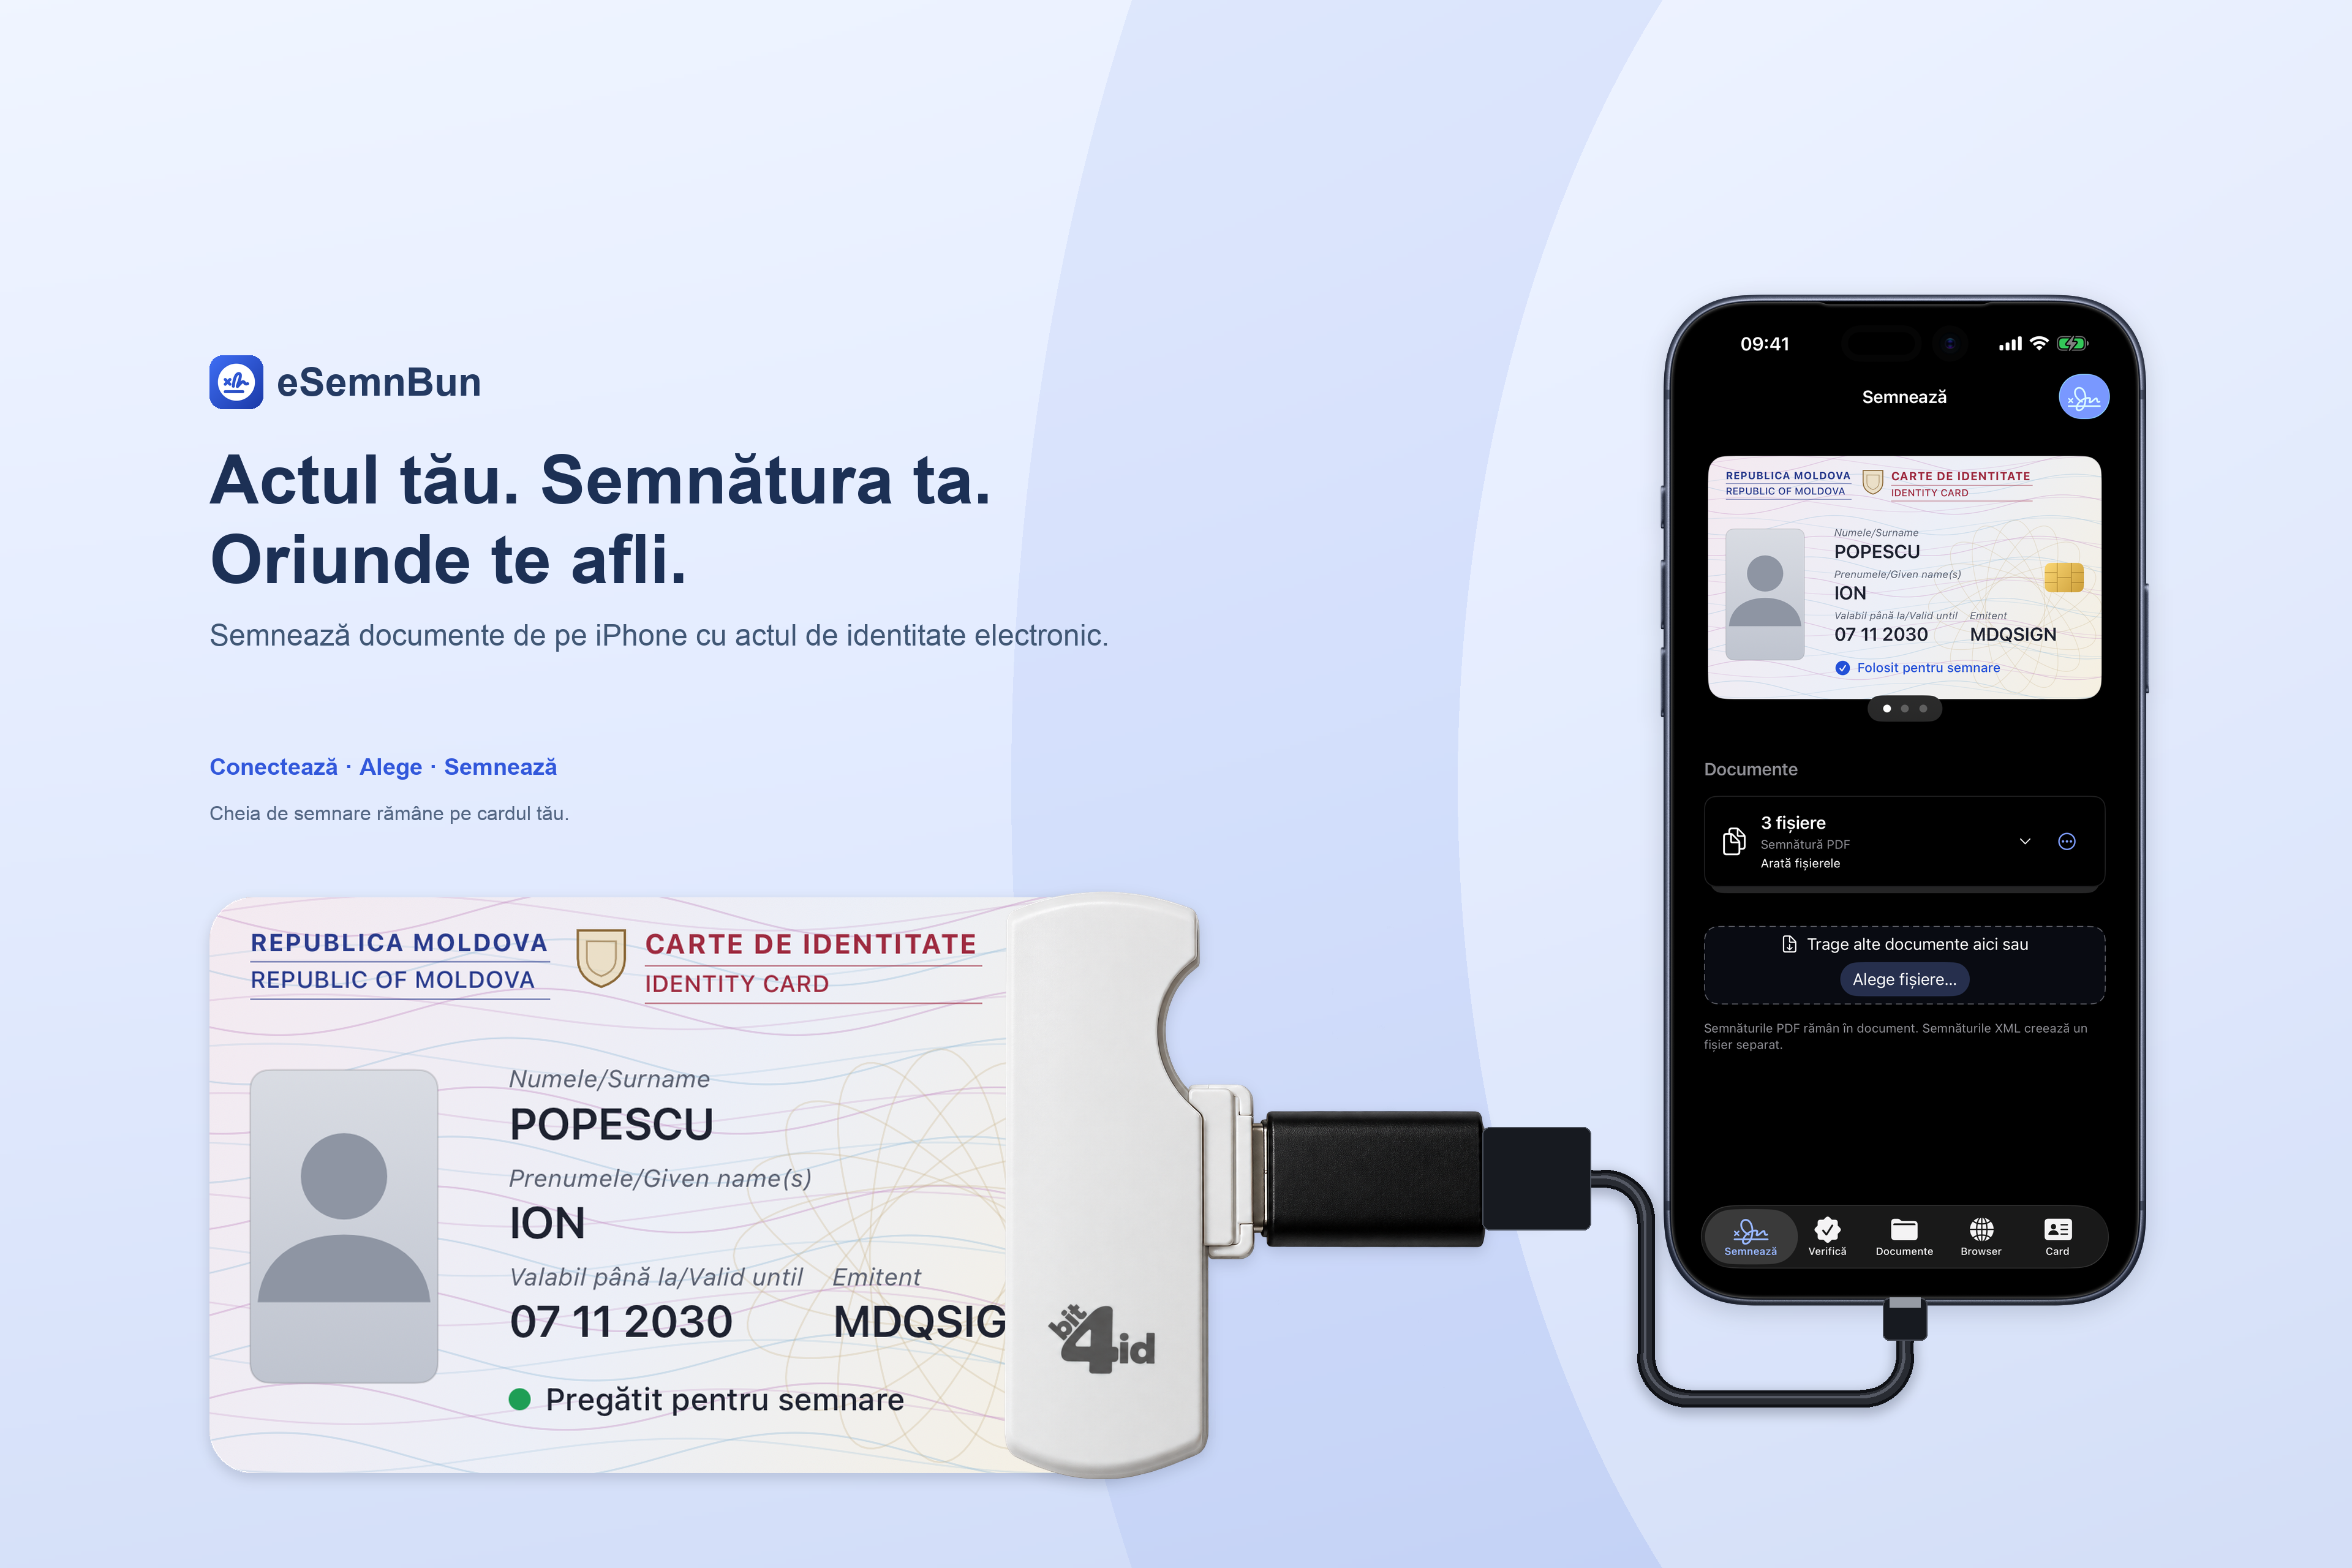 eSemnBun
Actul tău. Semnătura ta.
Oriunde te afli.
Semnează documente de pe iPhone cu actul de identitate electronic.
Conectează · Alege · Semnează
Cheia de semnare rămâne pe cardul tău.
REPUBLICA MOLDOVA
REPUBLIC OF MOLDOVA
CARTE DE IDENTITATE
IDENTITY CARD
Numele/Surname
POPESCU
Prenumele/Given name(s)
ION
Valabil până la/Valid until Emitent
07 11 2030 MDQSIG
Pregătit pentru semnare
bit4id
09:41
Semnează
REPUBLICA MOLDOVA
REPUBLIC OF MOLDOVA
CARTE DE IDENTITATE
IDENTITY CARD
Numele/Surname
POPESCU
Prenumele/Given name(s)
ION
Valabil până la/Valid until Emitent
07 11 2030 MDQSIGN
Folosit pentru semnare
Documente
3 fișiere
Semnătură PDF
Arată fișierele
Trage alte documente aici sau
Alege fișiere...
Semnăturile PDF rămân în document. Semnăturile XML creează un
fișier separat.
Semnează Verifică Documente Browser Card